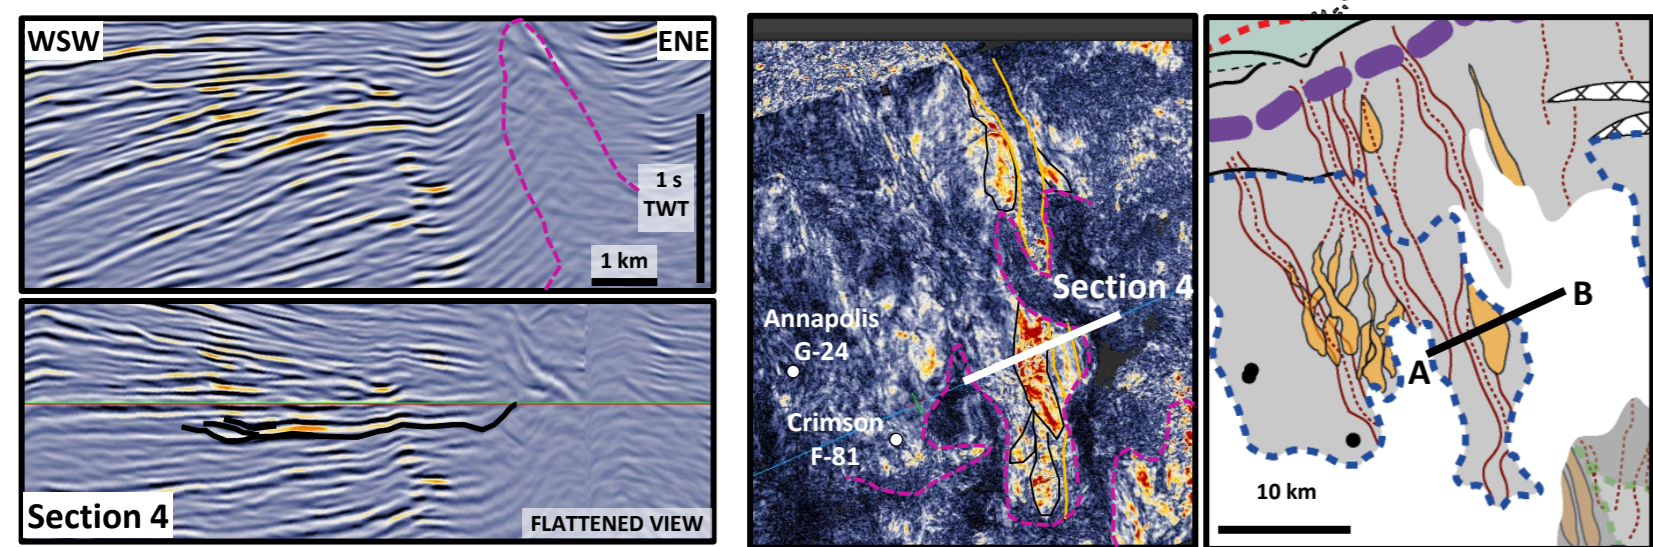 WSW
ENE
1 s
TWT
1 km
Section 4
FLATTENED VIEW
Section 4
Annapolis
G-24
Crimson
F-81
B
A
10 km